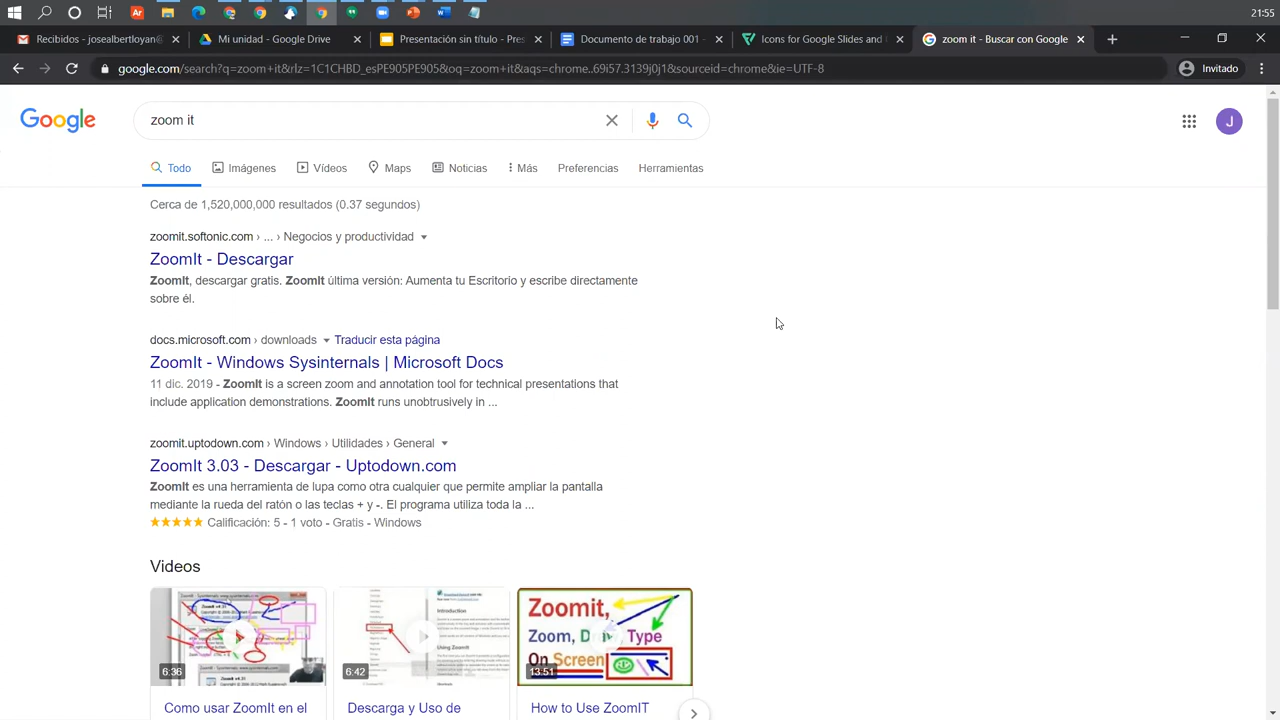 21:55
Recibidos - josealbertloyani@
Mi unidad - Google Drive
Presentación sin título - Pres
Documento de trabajo 001 -
Icons for Google Slides and
zoom it - Buscar con Google
google.com/search?q=zoom+it&rlz=1C1CHBD_esPE905PE905&oq=zoom+it&aqs=chrome..69i57.3139j0j1&sourceid=chrome&ie=UTF-8
Invitado
Google
zoom it
J
Todo Imágenes Vídeos Maps Noticias Más Preferencias Herramientas
Cerca de 1,520,000,000 resultados (0.37 segundos)
zoomit.softonic.com › ... › Negocios y productividad
ZoomIt - Descargar
ZoomIt, descargar gratis. ZoomIt última versión: Aumenta tu Escritorio y escribe directamente
sobre él.
docs.microsoft.com › downloads Traducir esta página
ZoomIt - Windows Sysinternals | Microsoft Docs
11 dic. 2019 - ZoomIt is a screen zoom and annotation tool for technical presentations that
include application demonstrations. ZoomIt runs unobtrusively in ...
zoomit.uptodown.com › Windows › Utilidades › General
ZoomIt 3.03 - Descargar - Uptodown.com
ZoomIt es una herramienta de lupa como otra cualquier que permite ampliar la pantalla
mediante la rueda del ratón o las teclas + y -. El programa utiliza toda la ...
Calificación: 5 - 1 voto - Gratis - Windows
Videos
Introduction
Using ZoomIt
Zoomit,
Zoom, Draw, Type
On Screen
6:36
6:42
13:51
Como usar ZoomIt en el
Descarga y Uso de
How to Use ZoomIT